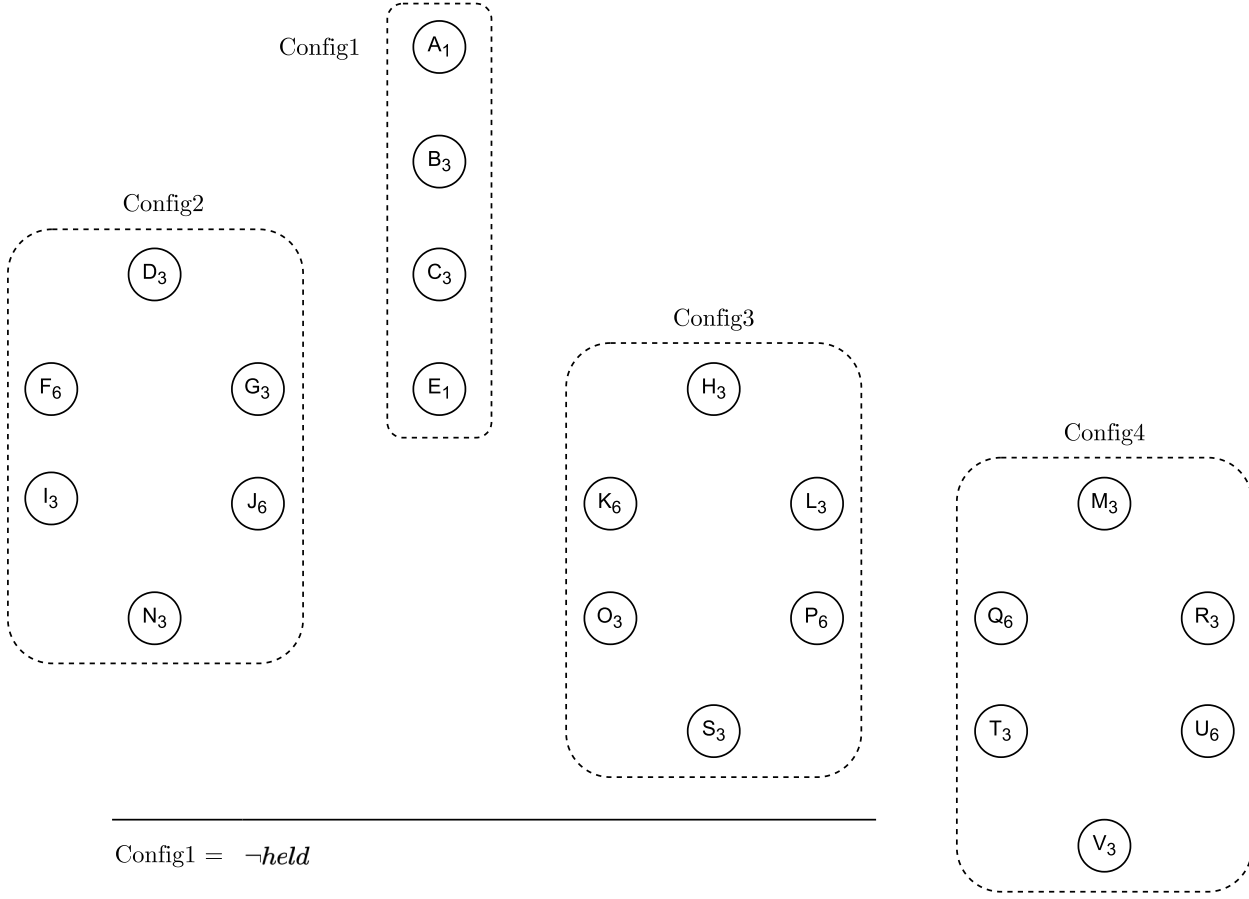 Config1
A₁
B₃
Config2
D₃
C₃
Config3
F₆ G₃
E₁
H₃
Config4
I₃ J₆
K₆ L₃
M₃
N₃
O₃ P₆
Q₆ R₃
S₃
T₃ U₆
V₃
Config1 = ¬held